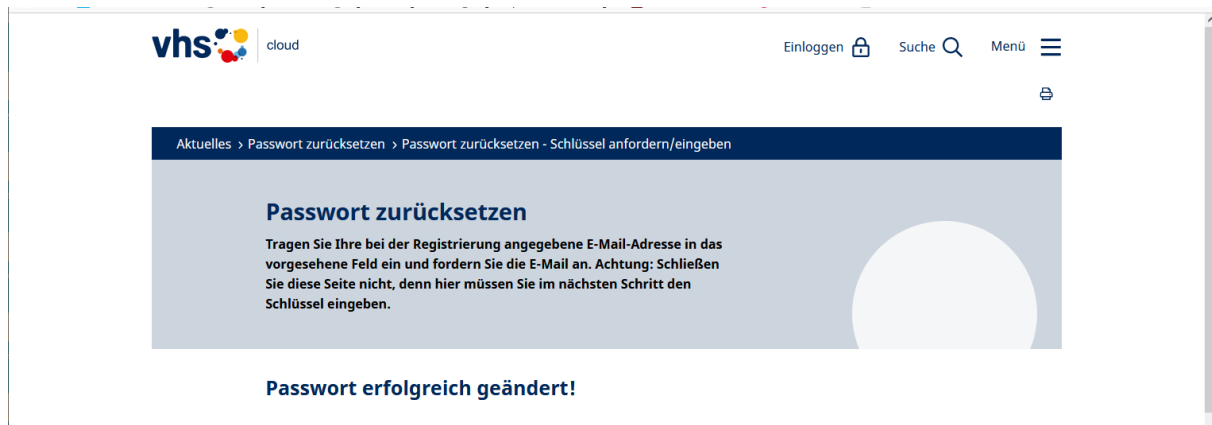 vhs cloud
Einloggen Suche Menü
Aktuelles › Passwort zurücksetzen › Passwort zurücksetzen - Schlüssel anfordern/eingeben
Passwort zurücksetzen
Tragen Sie Ihre bei der Registrierung angegebene E-Mail-Adresse in das
vorgesehene Feld ein und fordern Sie die E-Mail an. Achtung: Schließen
Sie diese Seite nicht, denn hier müssen Sie im nächsten Schritt den
Schlüssel eingeben.
Passwort erfolgreich geändert!